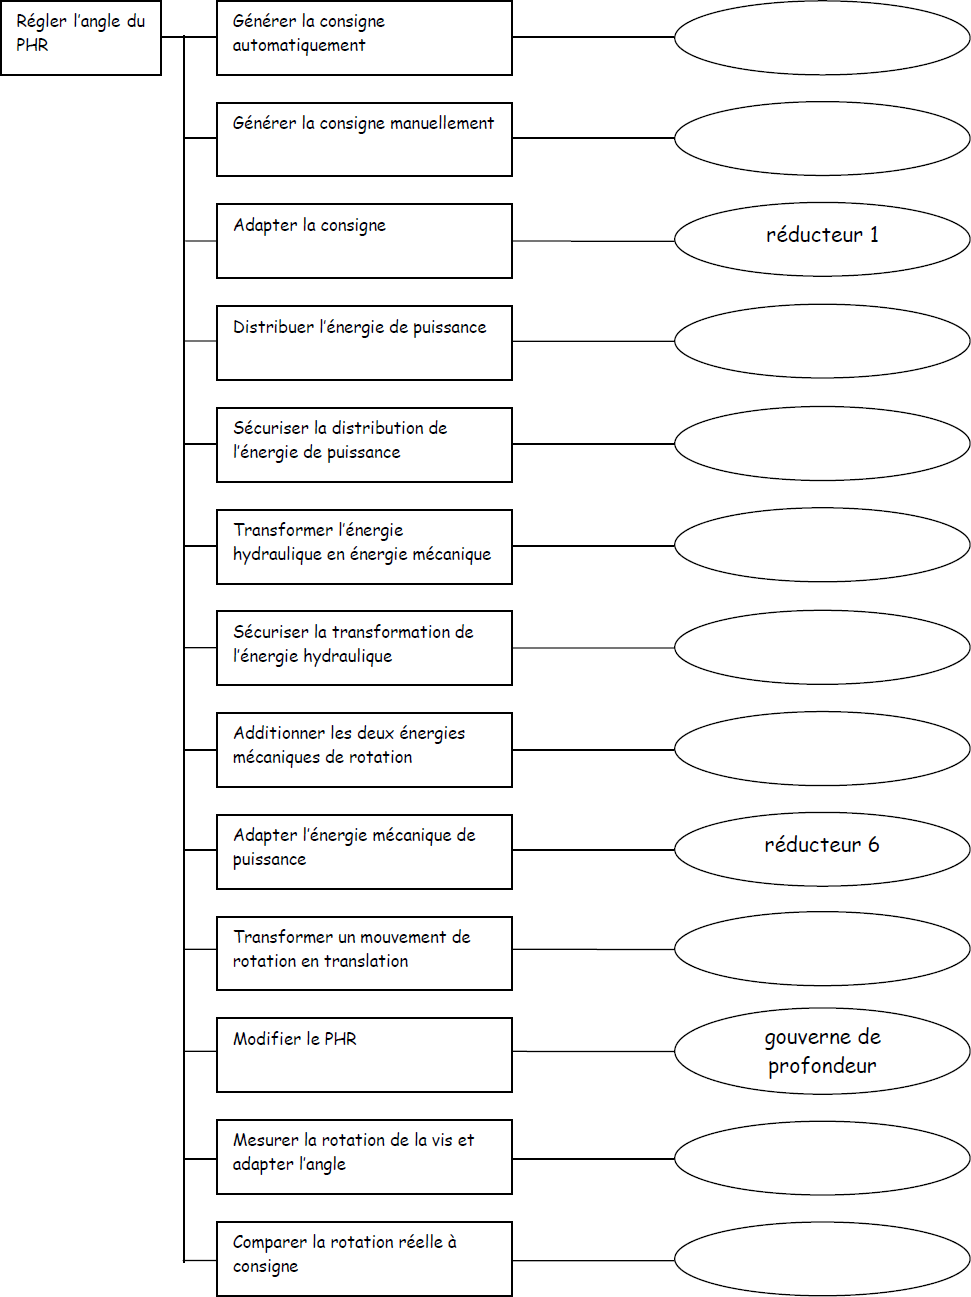 Régler l'angle du
PHR
Générer la consigne
automatiquement
Générer la consigne manuellement
Adapter la consigne
réducteur 1
Distribuer l'énergie de puissance
Sécuriser la distribution de
l'énergie de puissance
Transformer l'énergie
hydraulique en énergie mécanique
Sécuriser la transformation de
l'énergie hydraulique
Additionner les deux énergies
mécaniques de rotation
Adapter l'énergie mécanique de
puissance
réducteur 6
Transformer un mouvement de
rotation en translation
Modifier le PHR
gouverne de
profondeur
Mesurer la rotation de la vis et
adapter l'angle
Comparer la rotation réelle à
consigne